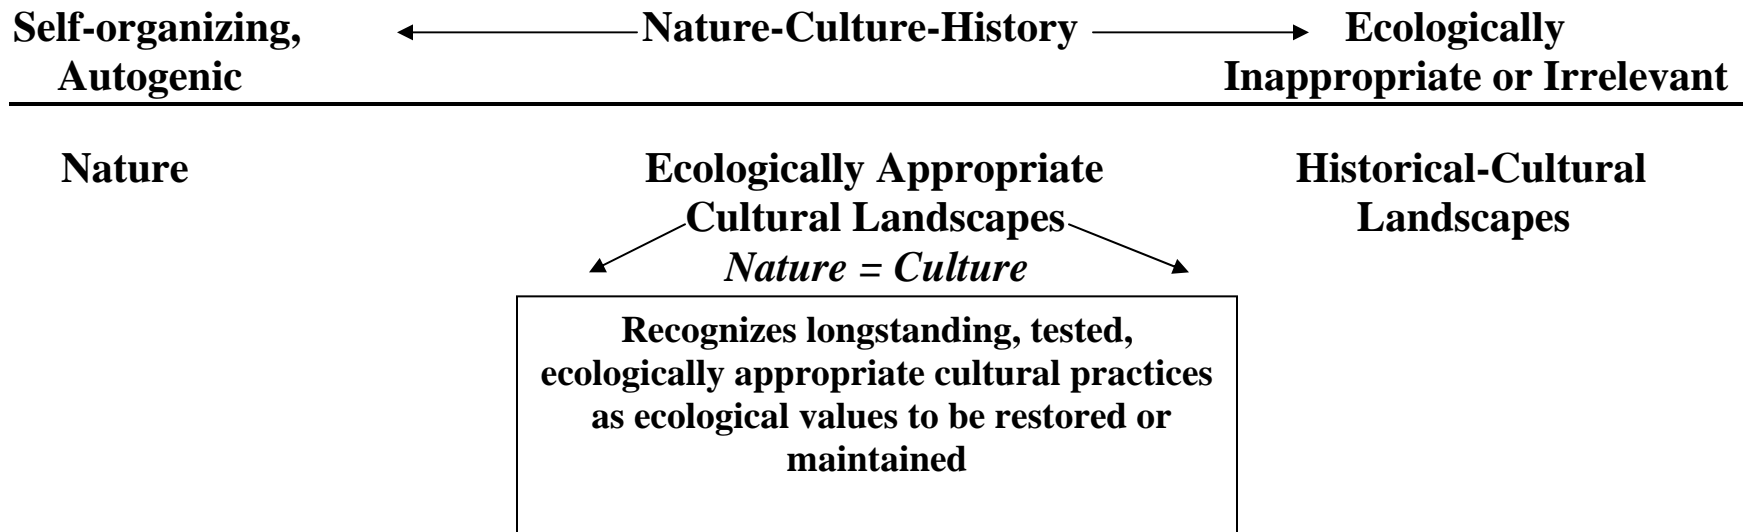 Self-organizing, Nature-Culture-History Ecologically
Autogenic Inappropriate or Irrelevant
Nature Ecologically Appropriate Historical-Cultural
Cultural Landscapes Landscapes
Nature = Culture
Recognizes longstanding, tested,
ecologically appropriate cultural practices
as ecological values to be restored or
maintained